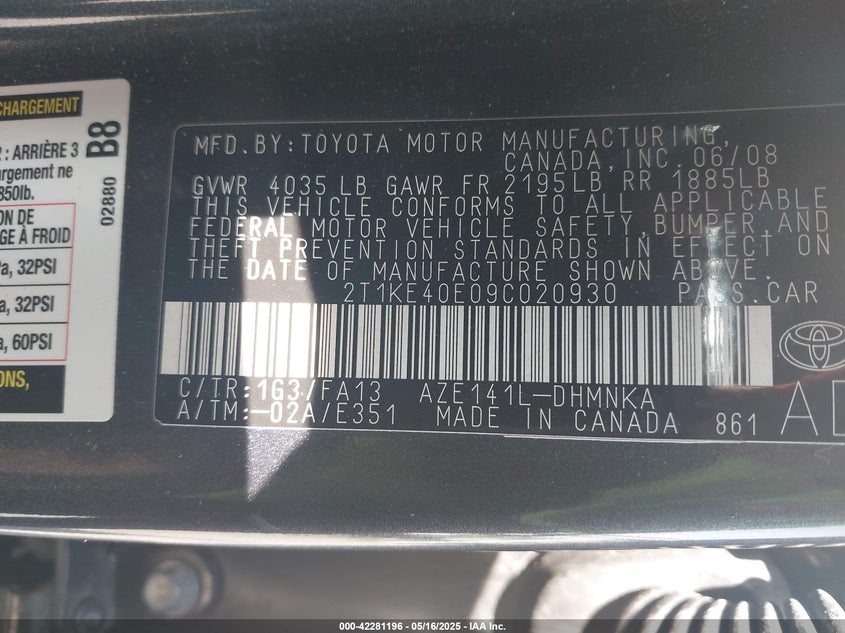 CHARGEMENT
: ARRIÈRE 3
argement ne
850lb.
ION DE
GE À FROID
a, 32PSI
a, 32PSI
a, 60PSI
ONS,
B8
02880
MFD. BY: TOYOTA MOTOR MANUFACTURING,
CANADA, INC. 06/08
GVWR 4035 LB GAWR FR 2195LB RR 1885LB
THIS VEHICLE CONFORMS TO ALL APPLICABLE
FEDERAL MOTOR VEHICLE SAFETY, BUMPER, AND
THEFT PREVENTION STANDARDS IN EFFECT ON
THE DATE OF MANUFACTURE SHOWN ABOVE.
2T1KE40E09C020930 PASS. CAR
C/TR: 1G3/FA13 AZE141L-DHMNKA
A/TM: -02A/E351 MADE IN CANADA 861
AD
000-42281196 - 05/16/2025 - IAA Inc.